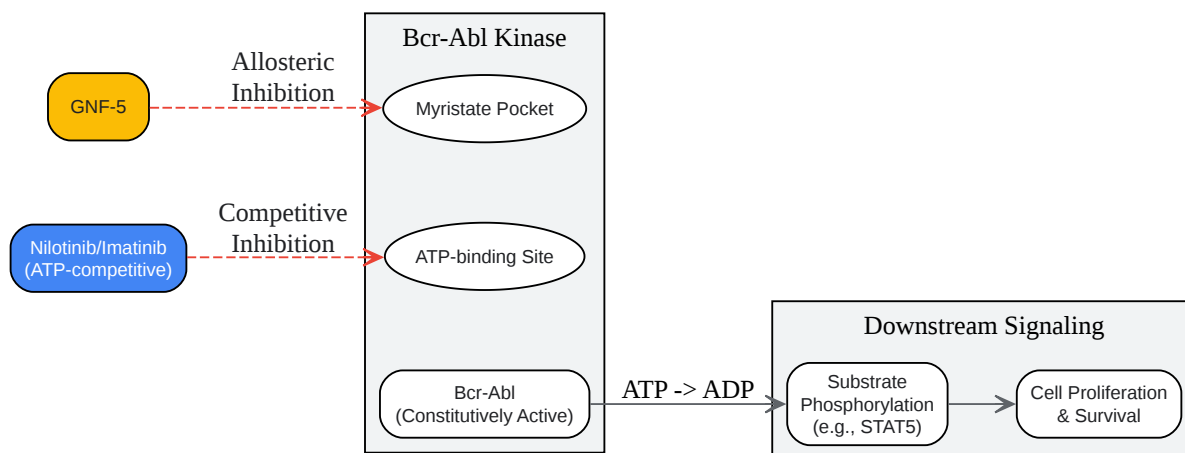 Bcr-Abl Kinase
Allosteric
Inhibition
GNF-5
Myristate Pocket
Competitive
Inhibition
Nilotinib/Imatinib
(ATP-competitive)
ATP-binding Site
Downstream Signaling
Bcr-Abl
(Constitutively Active)
ATP -> ADP
Substrate
Phosphorylation
(e.g., STAT5)
Cell Proliferation
& Survival